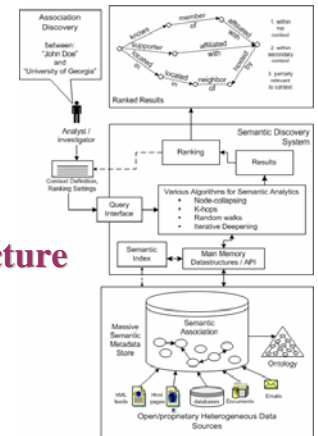 Association
Discovery
between:
"John Doe"
and
"University of Georgia"
Analyst /
investigator
Context Definition,
Ranking Settings
knows
member
of
affiliated
with
supporter
affiliated
with
located
in
located
in
neighbor
of
hosted
by
1. within
top
context
2. within
secondary
context
3. partially
relevant
to context
Ranked Results
Semantic Discovery
System
Ranking
Results
Query
Interface
Various Algorithms for Semantic Analytics
• Node-collapsing
• K-hops
• Random walks
• Iterative Deepening
cture
Semantic
Index
Main Memory
Datastructures / API
Massive
Semantic
Metadata
Store
Semantic
Association
Ontology
XML
feeds
Html
pages
databases
Documents
Emails
Open/proprietary Heterogeneous Data
Sources